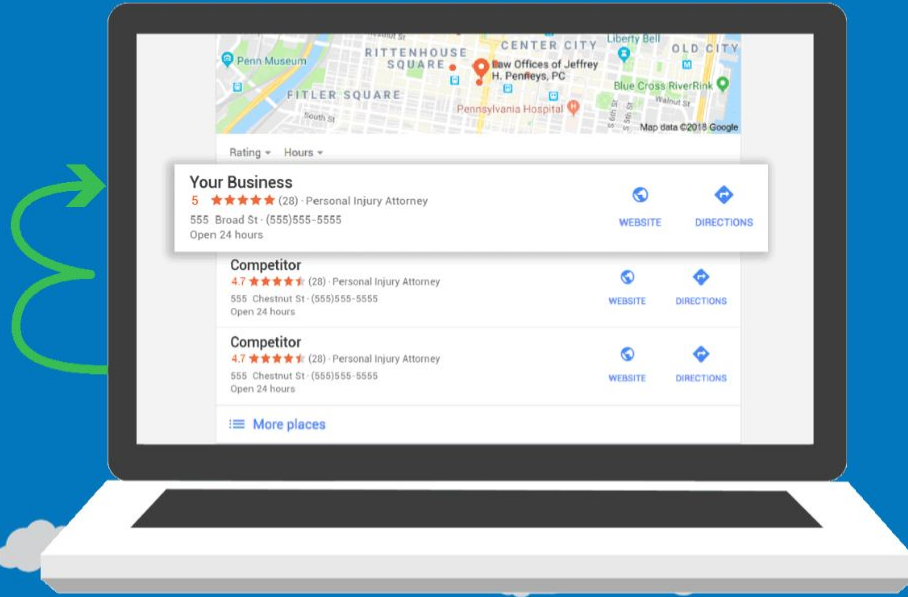 Liberty Bell
CENTER CITY
OLD CITY
RITTENHOUSE
SQUARE
Penn Museum
Law Offices of Jeffrey
H. Penneys, PC
Blue Cross RiverRink
FITLER SQUARE
Walnut St
Pennsylvania Hospital
S 6th St
S 5th St
South St
Map data ©2018 Google
Rating Hours
Your Business
5 ★★★★★ (28) · Personal Injury Attorney
555 Broad St · (555)555-5555
Open 24 hours
WEBSITE DIRECTIONS
Competitor
4.7 (28) · Personal Injury Attorney
555 Chestnut St · (555)555-5555
Open 24 hours
WEBSITE DIRECTIONS
Competitor
4.7 (28) · Personal Injury Attorney
555 Chestnut St · (555)555-5555
Open 24 hours
WEBSITE DIRECTIONS
More places